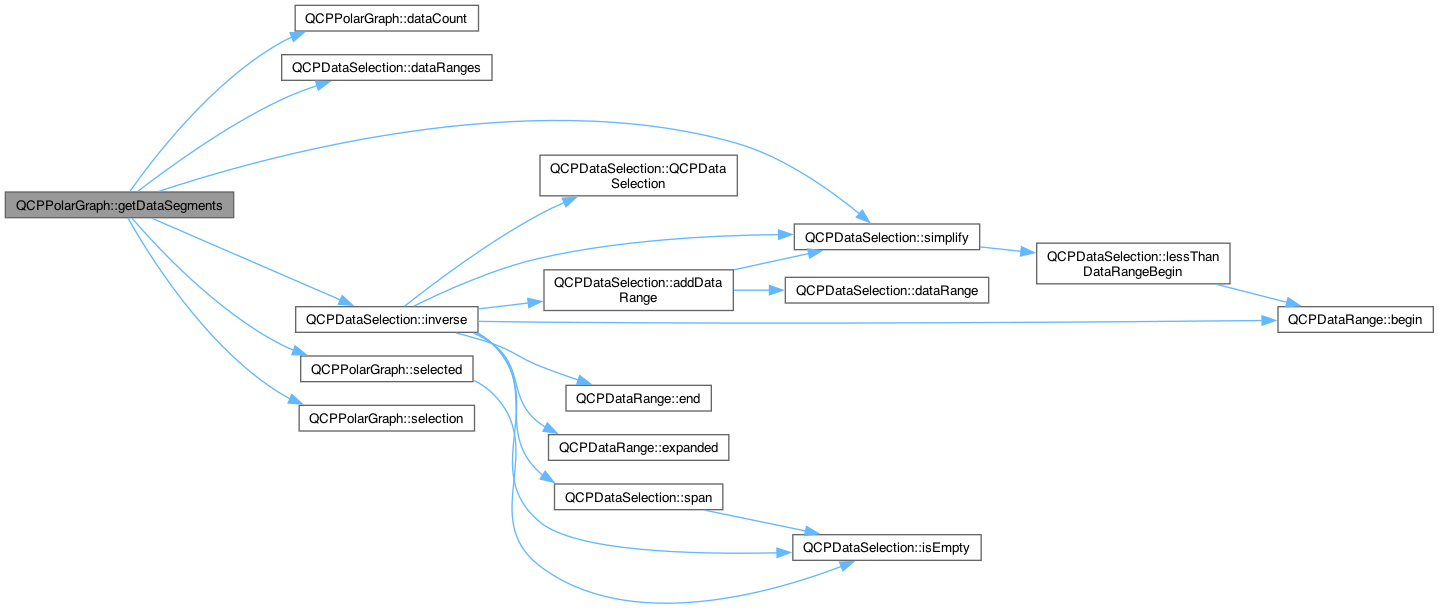 QCPPolarGraph::dataCount
QCPDataSelection::dataRanges
QCPDataSelection::QCPData
Selection
QCPPolarGraph::getDataSegments
QCPDataSelection::simplify
QCPDataSelection::lessThan
DataRangeBegin
QCPDataSelection::addData
Range
QCPDataSelection::dataRange
QCPDataSelection::inverse
QCPDataRange::begin
QCPPolarGraph::selected
QCPDataRange::end
QCPPolarGraph::selection
QCPDataRange::expanded
QCPDataSelection::span
QCPDataSelection::isEmpty